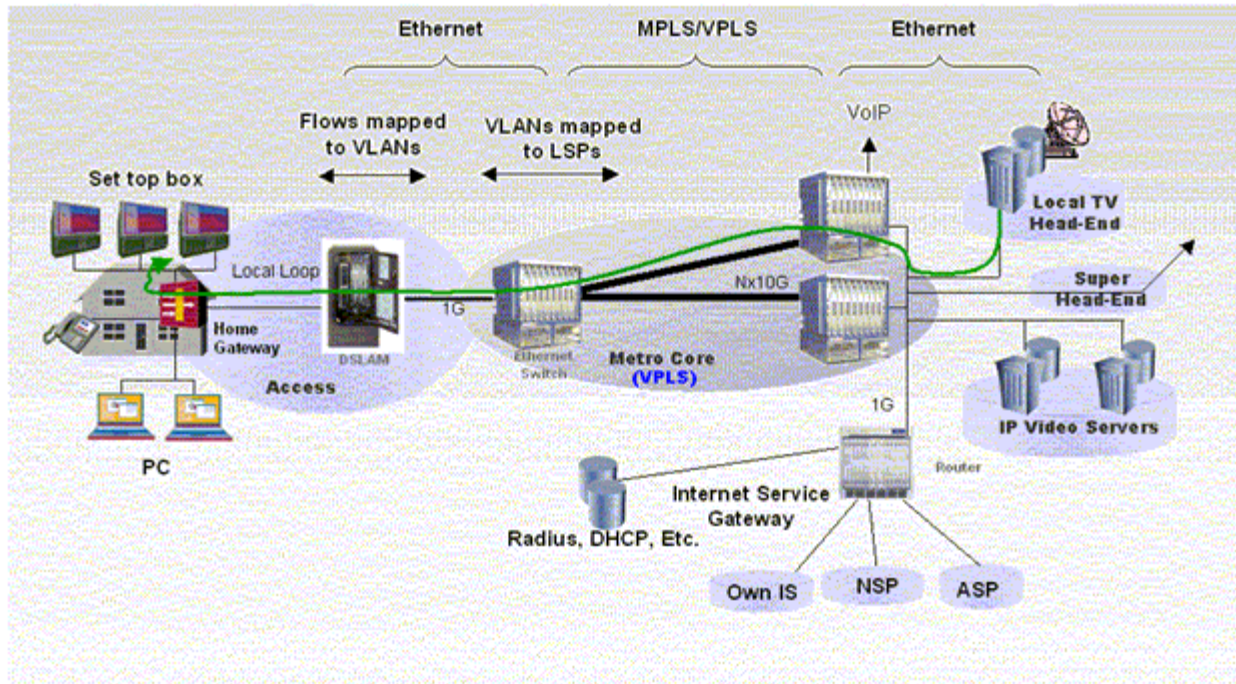 Ethernet
MPLS/VPLS
Ethernet
Flows mapped
to VLANs
VLANs mapped
to LSPs
VoIP
Set top box
Local TV
Head-End
Local Loop
Nx10G
Super
Head-End
1G
Home
Gateway
DSLAM
Ethernet
Switch
Metro Core
(VPLS)
Access
1G
IP Video Servers
PC
Router
Internet Service
Gateway
Radius, DHCP, Etc.
Own IS
NSP
ASP